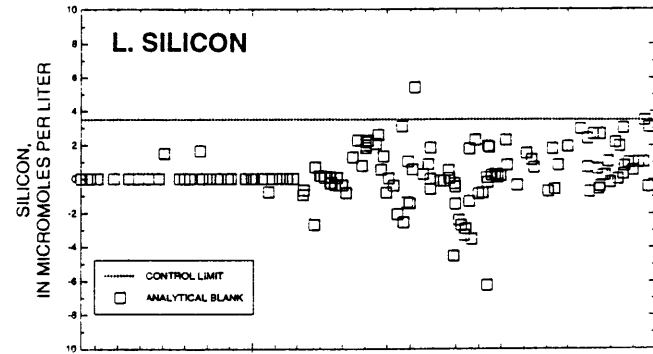 L. SILICON
SILICON,
IN MICROMOLES PER LITER
10
8
6
4
2
0
-2
-4
-6
-8
10
CONTROL LIMIT
ANALYTICAL BLANK